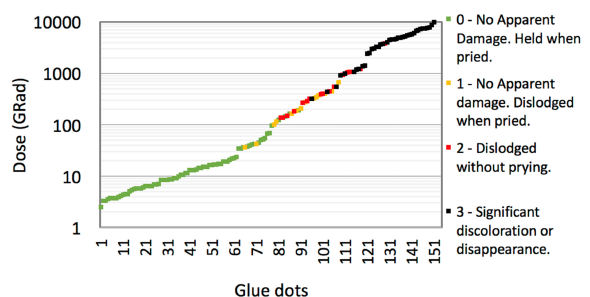 10000
1000
100
10
1
Dose (GRad)
1
11
21
31
41
51
61
71
81
91
101
111
121
131
141
151
Glue dots
0 - No Apparent
Damage. Held when
pried.
1 - No Apparent
damage. Dislodged
when pried.
2 - Dislodged
without prying.
3 - Significant
discoloration or
disappearance.